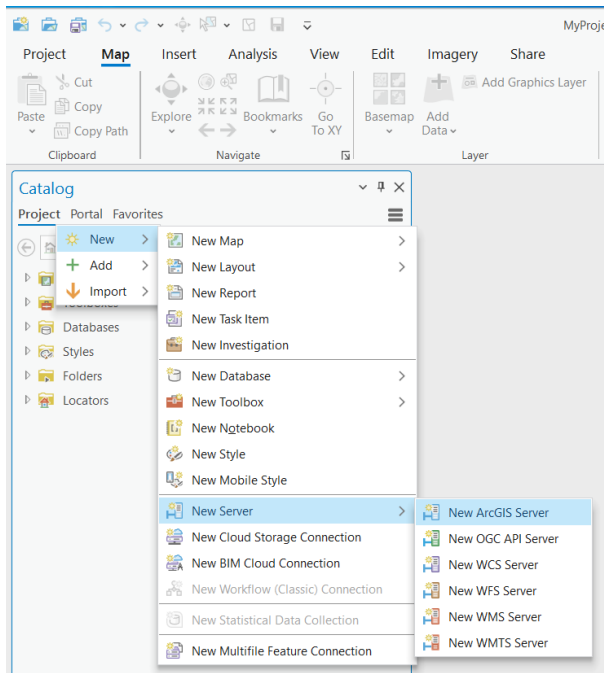 MyProje
Project Map Insert Analysis View Edit Imagery Share
Paste
Cut
Copy
Copy Path
Clipboard
Explore
Bookmarks
Go To XY
Navigate
Basemap
Add Data
Add Graphics Layer
Layer
Catalog
Project Portal Favorites
New
Add
Import
Toolboxes
Databases
Styles
Folders
Locators
New Map
New Layout
New Report
New Task Item
New Investigation
New Database
New Toolbox
New Notebook
New Style
New Mobile Style
New Server
New Cloud Storage Connection
New BIM Cloud Connection
New Workflow (Classic) Connection
New Statistical Data Collection
New Multifile Feature Connection
New ArcGIS Server
New OGC API Server
New WCS Server
New WFS Server
New WMS Server
New WMTS Server